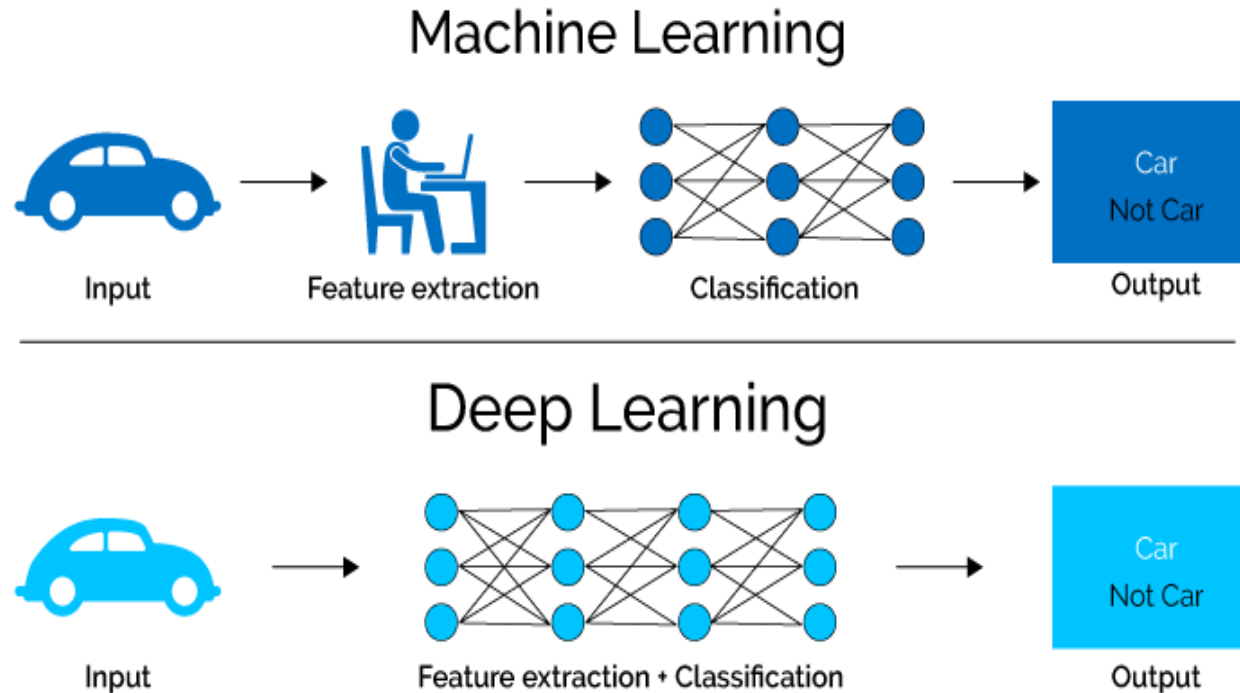 Machine Learning
Car
Not Car
Input
Feature extraction
Classification
Output
Deep Learning
Car
Not Car
Input
Feature extraction + Classification
Output